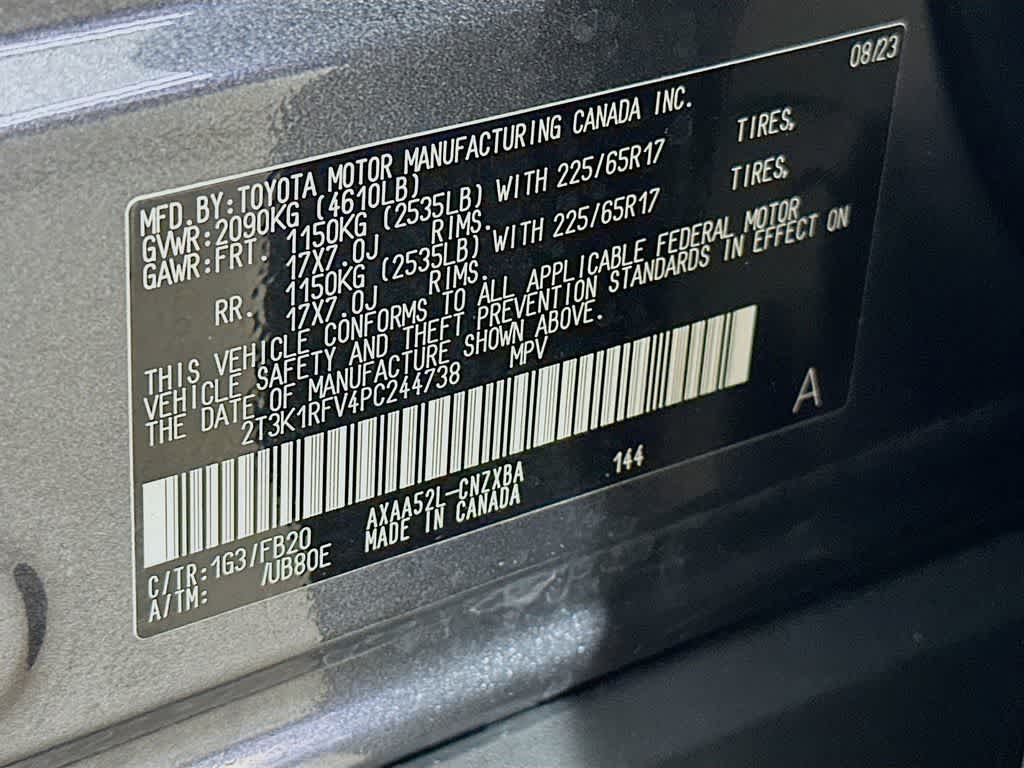 08/23
MFD.BY:TOYOTA MOTOR MANUFACTURING CANADA INC.
GVWR:2090KG (4610LB)
GAWR:FRT. 1150KG (2535LB) WITH 225/65R17 TIRES,
17X7.0J RIMS.
RR. 1150KG (2535LB) WITH 225/65R17 TIRES,
17X7.0J RIMS.
THIS VEHICLE CONFORMS TO ALL APPLICABLE FEDERAL MOTOR
VEHICLE SAFETY AND THEFT PREVENTION STANDARDS IN EFFECT ON
THE DATE OF MANUFACTURE SHOWN ABOVE.
2T3K1RFV4PC244738 MPV
A
AXAA52L-CNZXBA 144
C/TR:1G3/FB20 MADE IN CANADA
A/TM: /UB80E